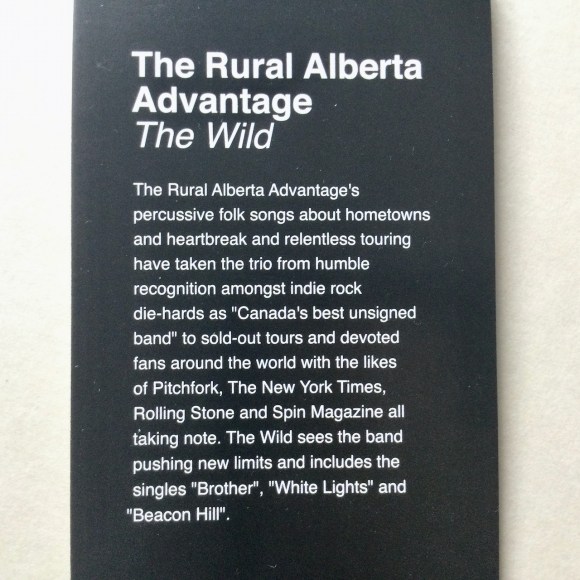 The Rural Alberta
Advantage
The Wild
The Rural Alberta Advantage's
percussive folk songs about hometowns
and heartbreak and relentless touring
have taken the trio from humble
recognition amongst indie rock
die-hards as "Canada's best unsigned
band" to sold-out tours and devoted
fans around the world with the likes
of Pitchfork, The New York Times,
Rolling Stone and Spin Magazine all
taking note. The Wild sees the band
pushing new limits and includes the
singles "Brother", "White Lights" and
"Beacon Hill".